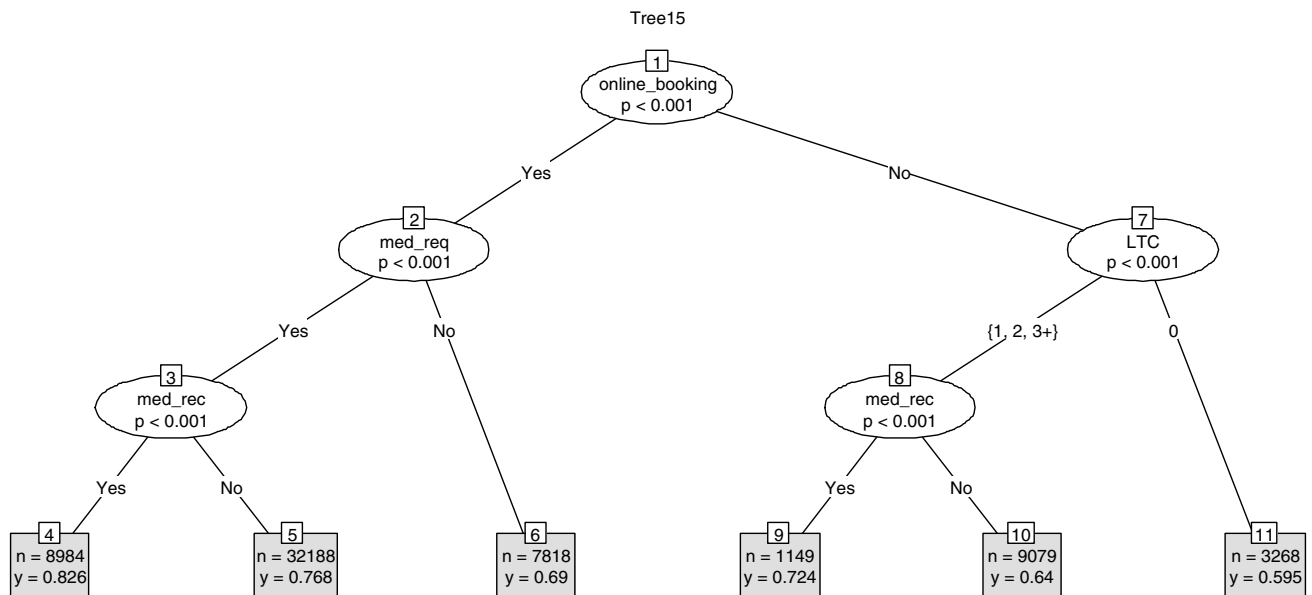 Tree15
1
online_booking
p < 0.001
Yes
No
2
med_req
p < 0.001
7
LTC
p < 0.001
Yes
No
{1, 2, 3+}
0
3
med_rec
p < 0.001
8
med_rec
p < 0.001
Yes
No
Yes
No
4
n = 8984
y = 0.826
5
n = 32188
y = 0.768
6
n = 7818
y = 0.69
9
n = 1149
y = 0.724
10
n = 9079
y = 0.64
11
n = 3268
y = 0.595